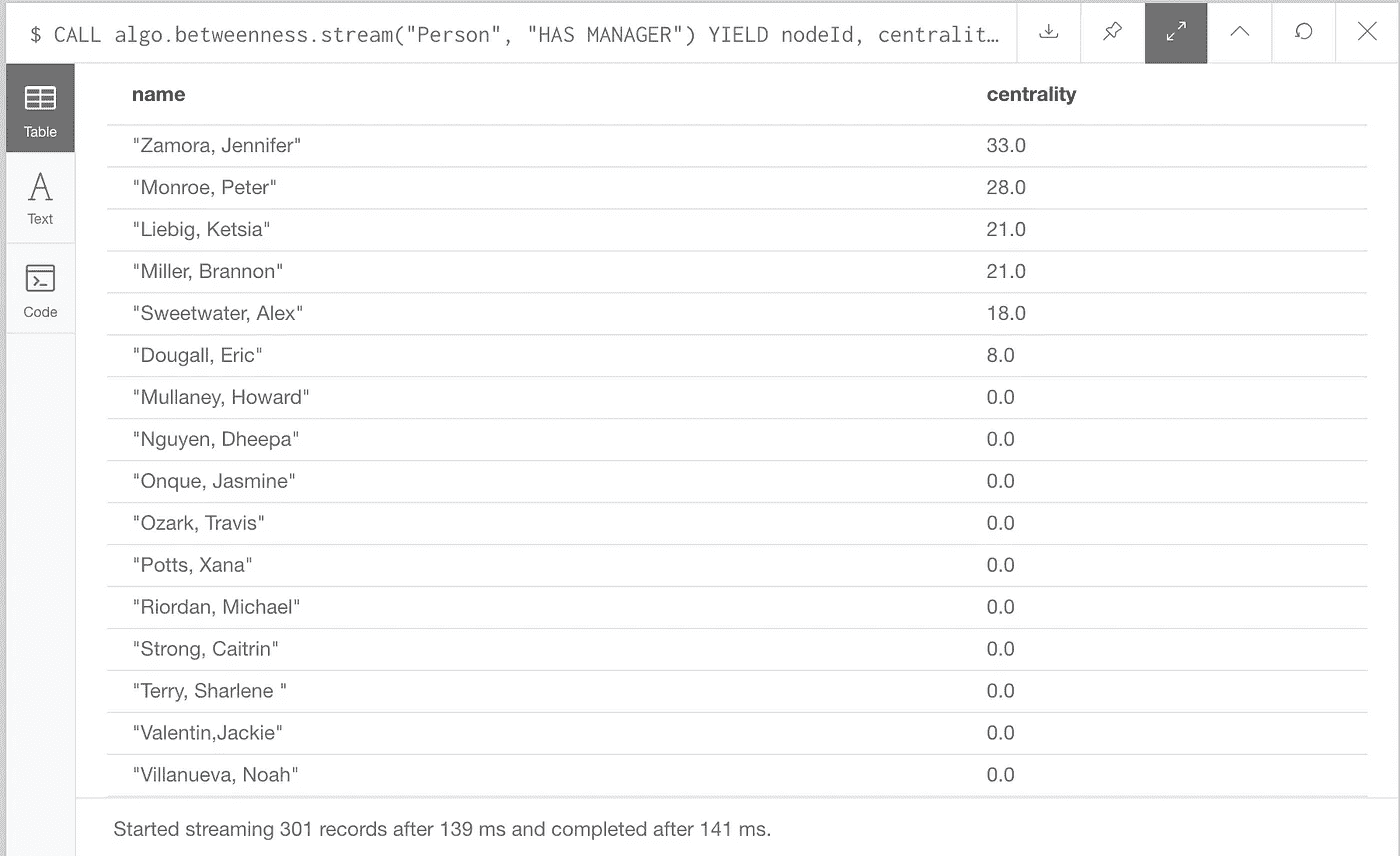 $ CALL algo.betweenness.stream("Person", "HAS MANAGER") YIELD nodeId, centralit…
Table
Text
Code
name centrality
"Zamora, Jennifer" 33.0
"Monroe, Peter" 28.0
"Liebig, Ketsia" 21.0
"Miller, Brannon" 21.0
"Sweetwater, Alex" 18.0
"Dougall, Eric" 8.0
"Mullaney, Howard" 0.0
"Nguyen, Dheepa" 0.0
"Onque, Jasmine" 0.0
"Ozark, Travis" 0.0
"Potts, Xana" 0.0
"Riordan, Michael" 0.0
"Strong, Caitrin" 0.0
"Terry, Sharlene " 0.0
"Valentin,Jackie" 0.0
"Villanueva, Noah" 0.0
Started streaming 301 records after 139 ms and completed after 141 ms.